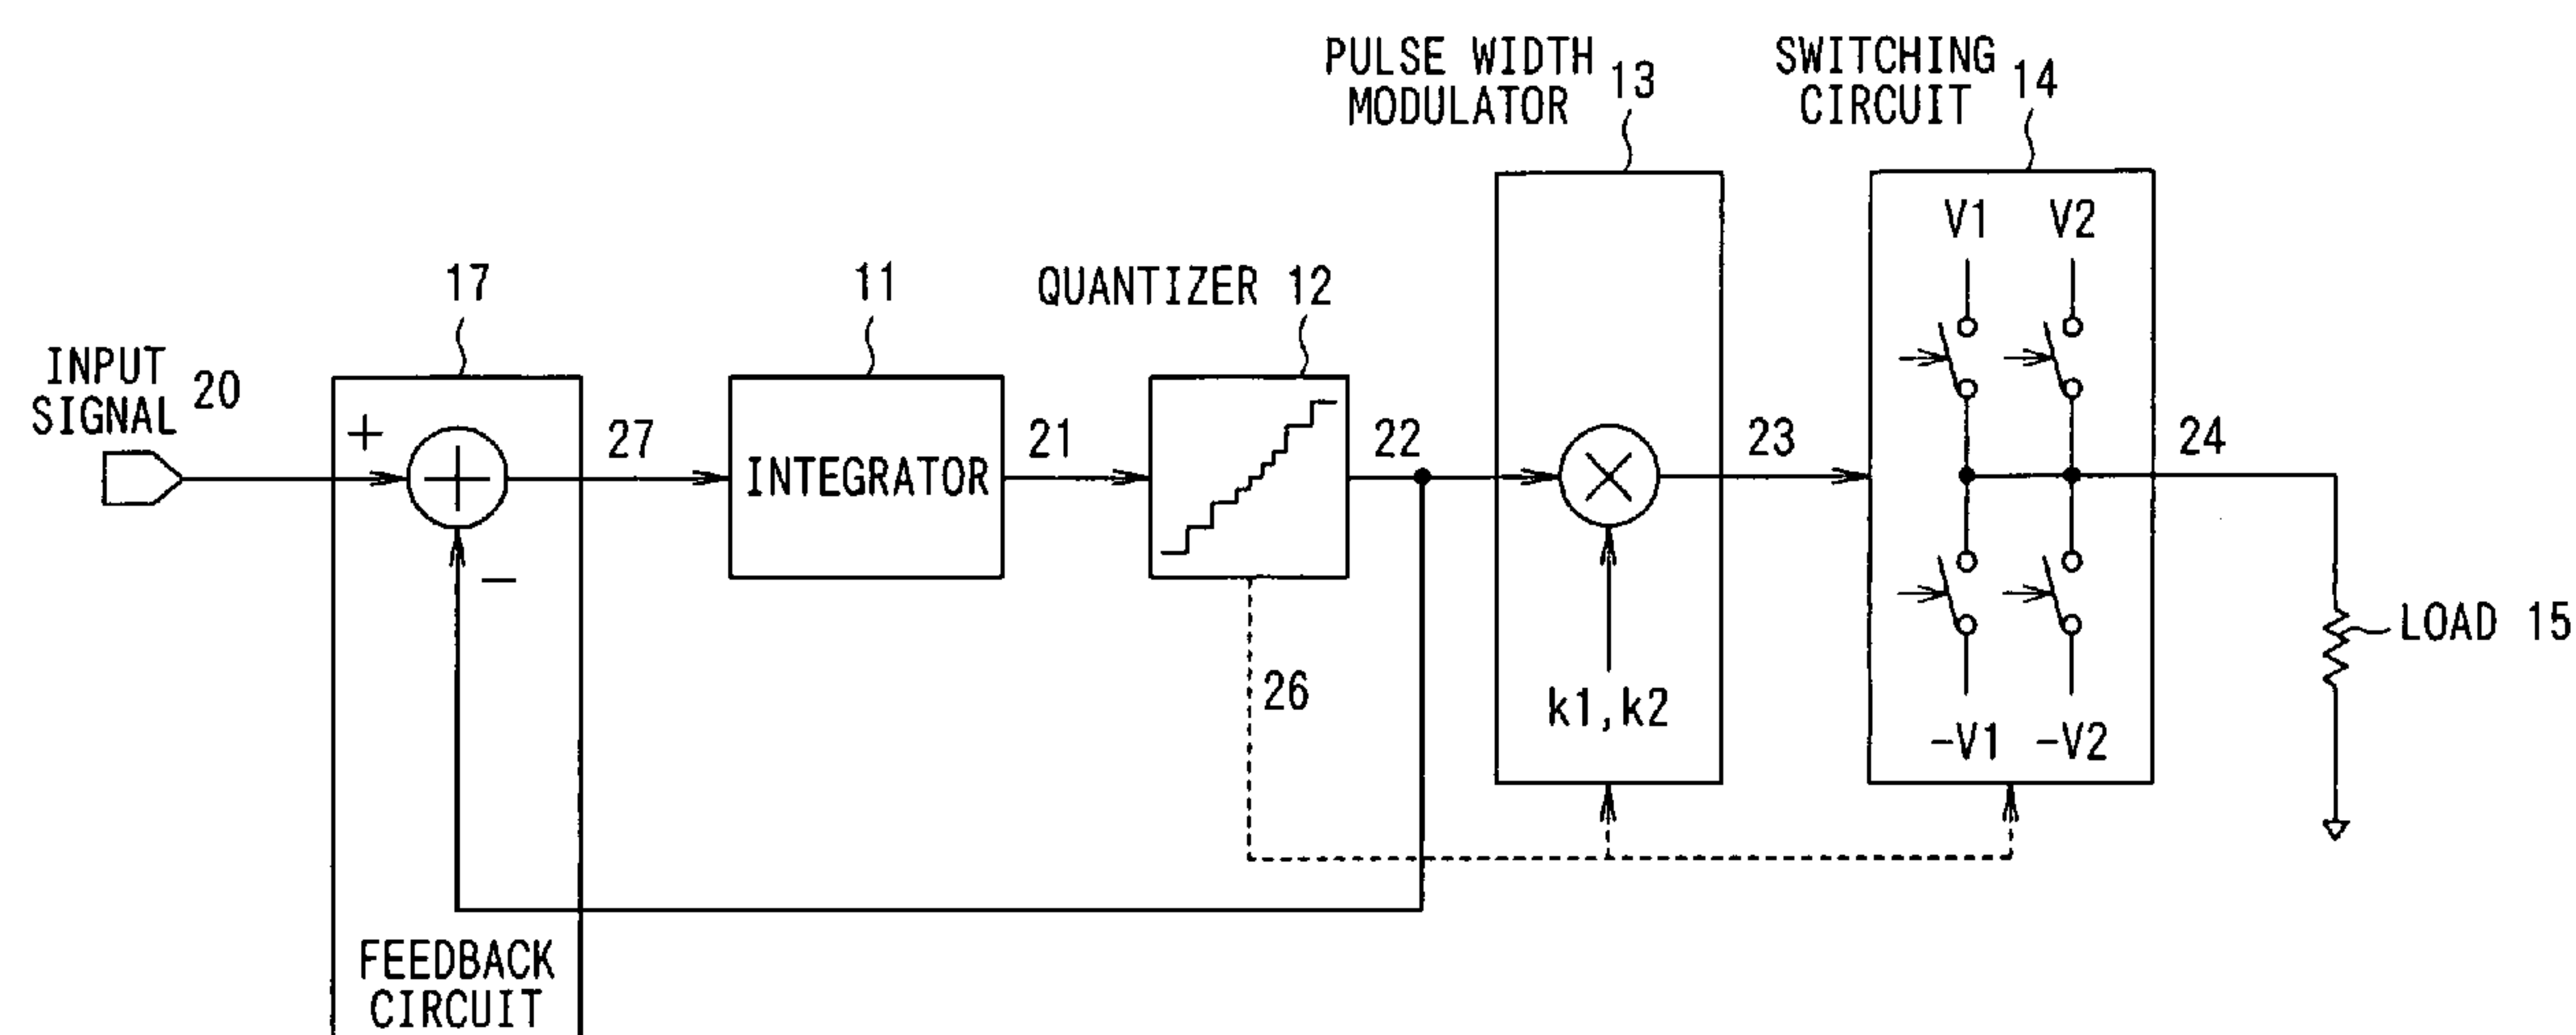 PULSE WIDTH
MODULATOR 13
SWITCHING
CIRCUIT 14
V1 V2
17
11
QUANTIZER 12
INPUT
SIGNAL 20
+
27
INTEGRATOR
21
22
23
24
−
26
k1,k2
-V1 -V2
LOAD 15
FEEDBACK
CIRCUIT